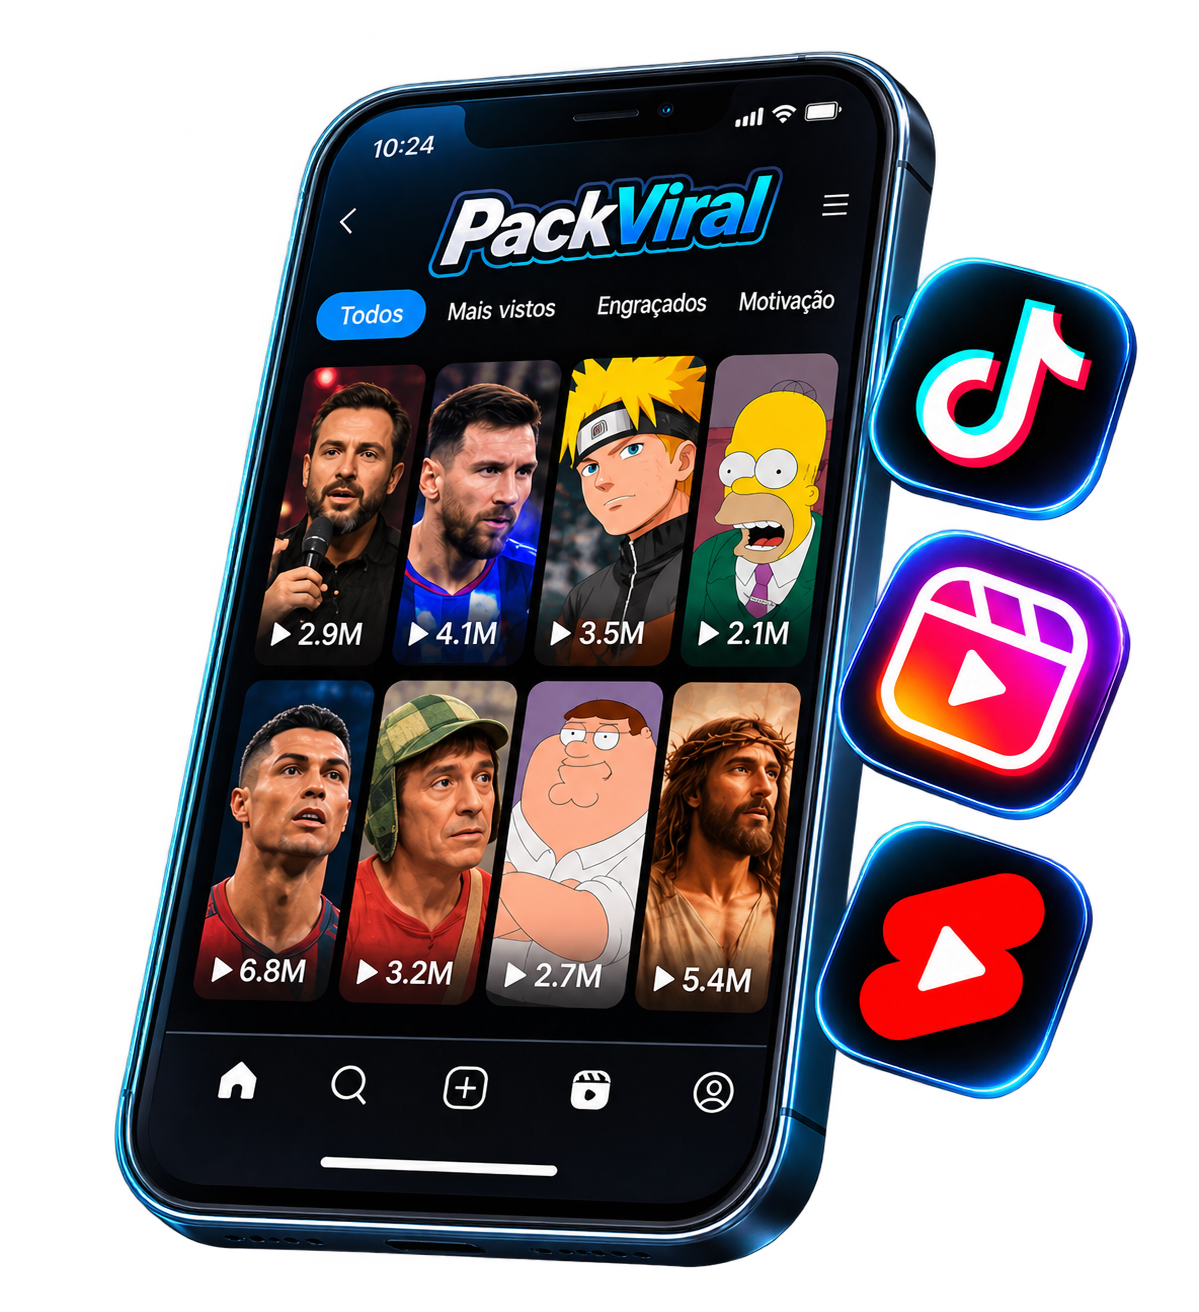 10:24
PackViral
Todos
Mais vistos
Engraçados
Motivação
2.9M
4.1M
3.5M
2.1M
6.8M
3.2M
2.7M
5.4M